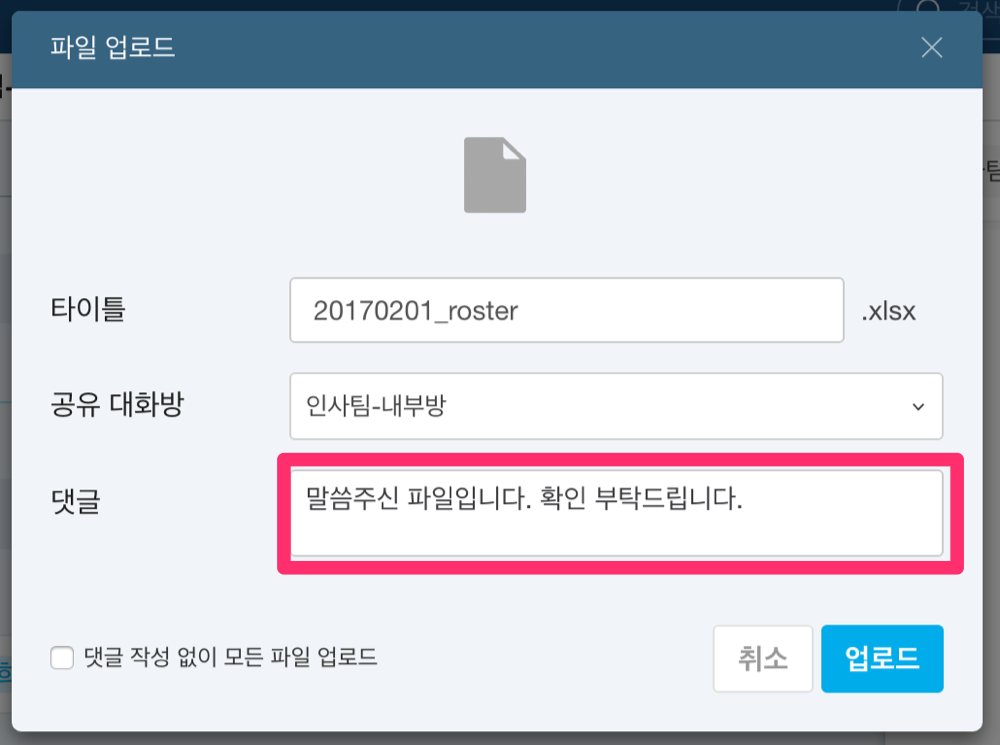 파일 업로드
타이틀
20170201_roster
.xlsx
공유 대화방
인사팀-내부방
댓글
말씀주신 파일입니다. 확인 부탁드립니다.
댓글 작성 없이 모든 파일 업로드
취소
업로드